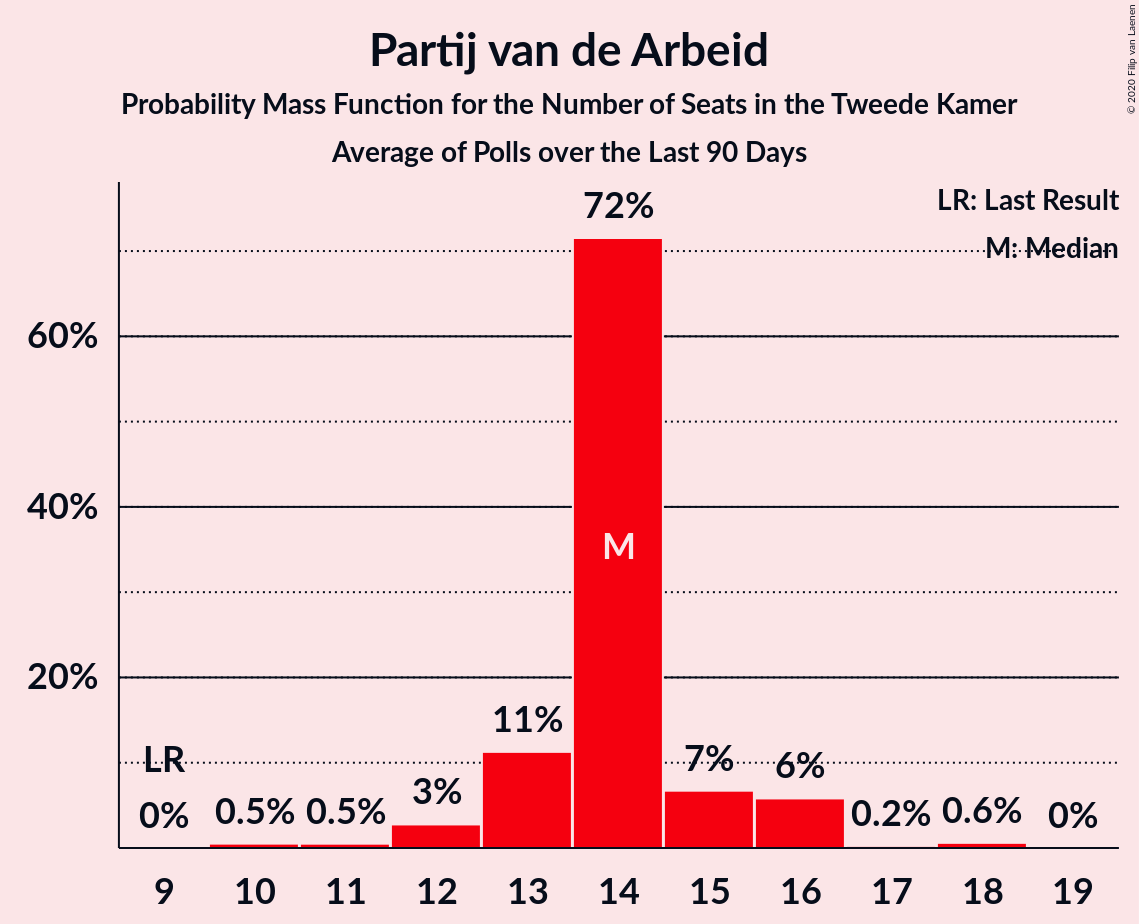 Partij van de Arbeid
Probability Mass Function for the Number of Seats in the Tweede Kamer
Average of Polls over the Last 90 Days
© 2020 Filip van Laenen
LR: Last Result
M: Median
72%
60%
40%
M
20%
11%
LR
7%
6%
3%
0%
0.5%
0.5%
0.2%
0.6%
0%
9 10 11 12 13 14 15 16 17 18 19